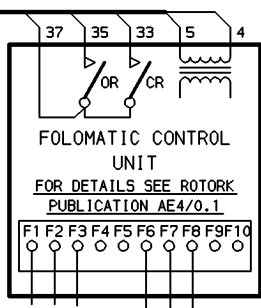 37 35 33 5 4
OR CR
FOLOMATIC CONTROL
UNIT
FOR DETAILS SEE ROTORK
PUBLICATION AE4/0.1
F1 F2 F3 F4 F5 F6 F7 F8 F9 F10